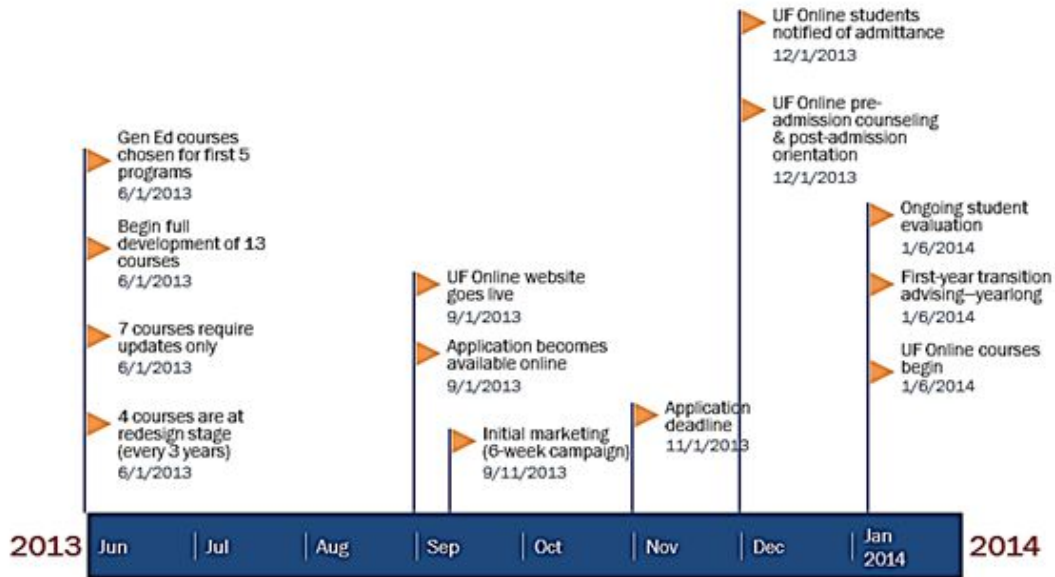 Gen Ed courses
chosen for first 5
programs
6/1/2013
Begin full
development of 13
courses
6/1/2013
7 courses require
updates only
6/1/2013
4 courses are at
redesign stage
(every 3 years)
6/1/2013
UF Online website
goes live
9/1/2013
Application becomes
available online
9/1/2013
Initial marketing
(6-week campaign)
9/11/2013
Application
deadline
11/1/2013
UF Online students
notified of admittance
12/1/2013
UF Online pre-
admission counseling
& post-admission
orientation
12/1/2013
Ongoing student
evaluation
1/6/2014
First-year transition
advising—yearlong
1/6/2014
UF Online courses
begin
1/6/2014
2013
Jun
Jul
Aug
Sep
Oct
Nov
Dec
Jan
2014
2014